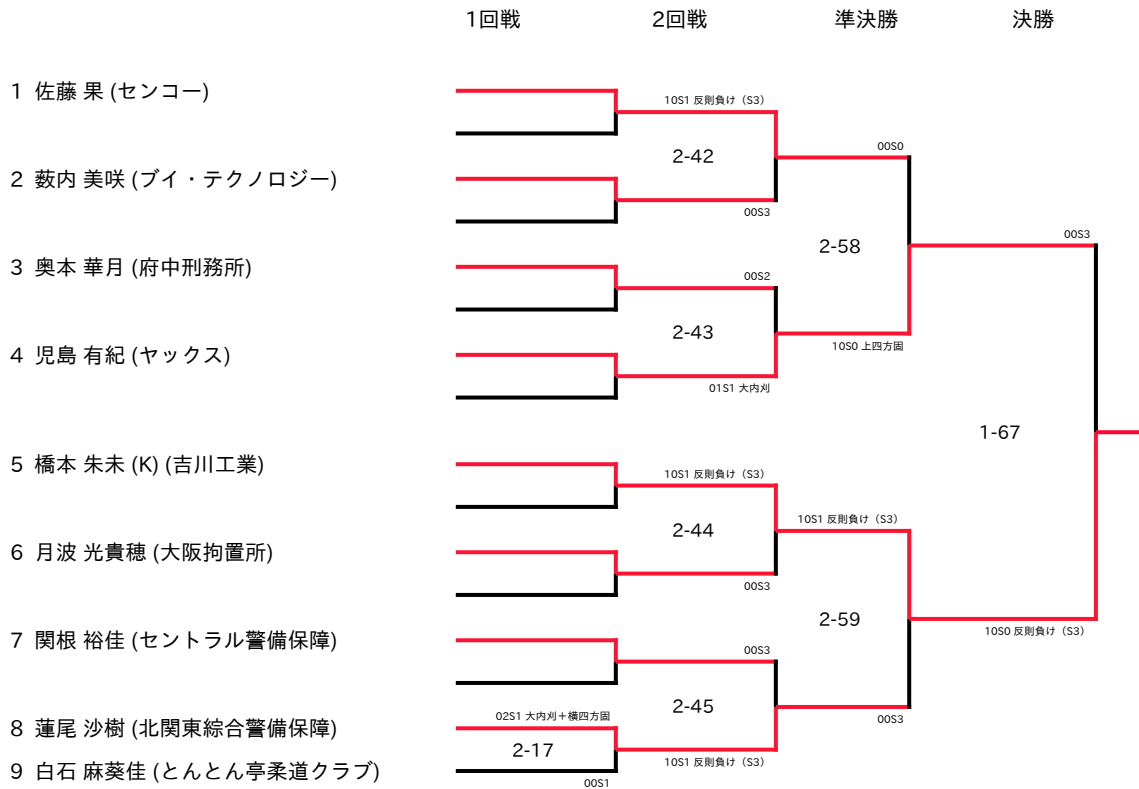 1回戦 2回戦 準決勝 決勝
1 佐藤 果 (センコー)
10S1 反則負け（S3）
2-42
00S0
2 薮内 美咲 (ブイ・テクノロジー)
00S3
2-58
00S3
3 奥本 華月 (府中刑務所)
00S2
2-43
10S0 上四方固
4 児島 有紀 (ヤックス)
01S1 大内刈
1-67
5 橋本 朱未 (K) (吉川工業)
10S1 反則負け（S3）
2-44
10S1 反則負け（S3）
6 月波 光貴穂 (大阪拘置所)
00S3
2-59
10S0 反則負け（S3）
7 関根 裕佳 (セントラル警備保障)
00S3
2-45
00S3
8 蓮尾 沙樹 (北関東綜合警備保障)
02S1 大内刈＋横四方固
2-17
10S1 反則負け（S3）
9 白石 麻葵佳 (とんとん亭柔道クラブ)
00S1